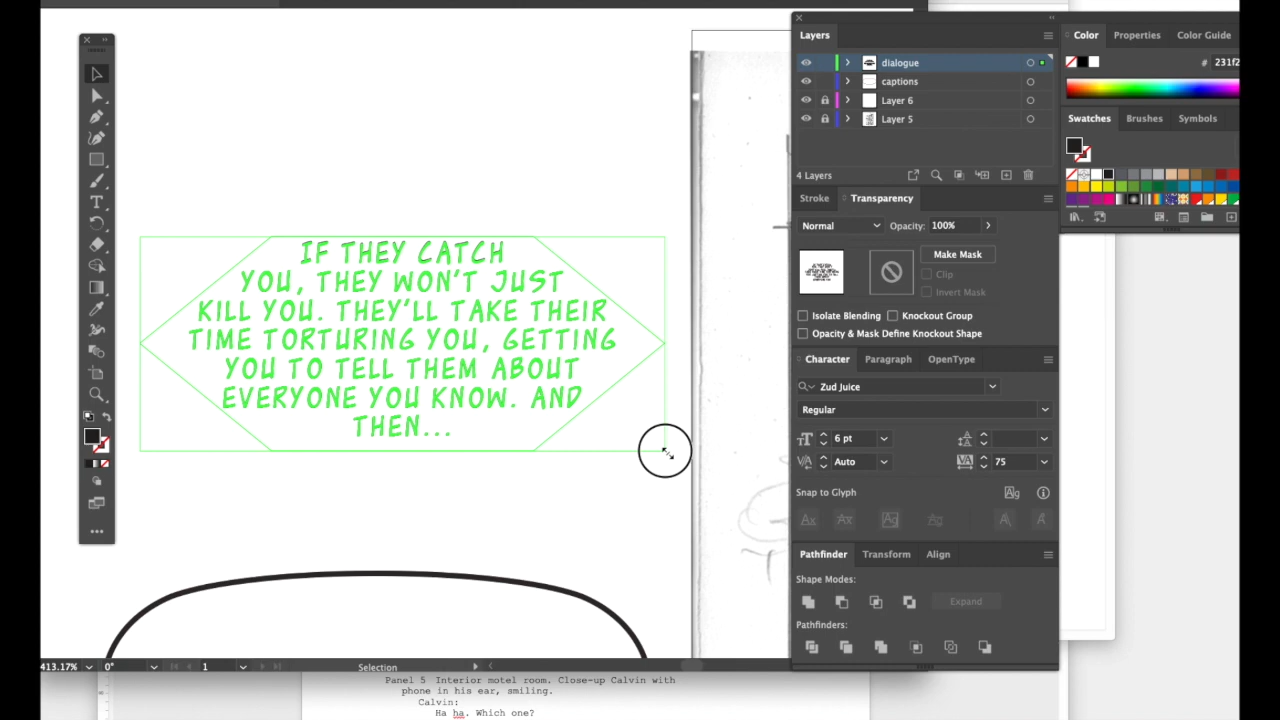 Layers
Color
Properties
Color Guide
dialogue
captions
Layer 6
Layer 5
# 231f2
Swatches
Brushes
Symbols
4 Layers
Stroke
Transparency
Normal
Opacity: 100%
Make Mask
Clip
Invert Mask
Isolate Blending
Knockout Group
Opacity & Mask Define Knockout Shape
Character
Paragraph
OpenType
Zud Juice
Regular
6 pt
Auto
75
Snap to Glyph
Pathfinder
Transform
Align
Shape Modes:
Expand
Pathfinders:
IF THEY CATCH
YOU, THEY WON'T JUST
KILL YOU. THEY'LL TAKE THEIR
TIME TORTURING YOU, GETTING
YOU TO TELL THEM ABOUT
EVERYONE YOU KNOW. AND
THEN...
413.17%
0°
1
Selection
Panel 5 Interior motel room. Close-up Calvin with
phone in his ear, smiling.
Calvin:
Ha ha. Which one?